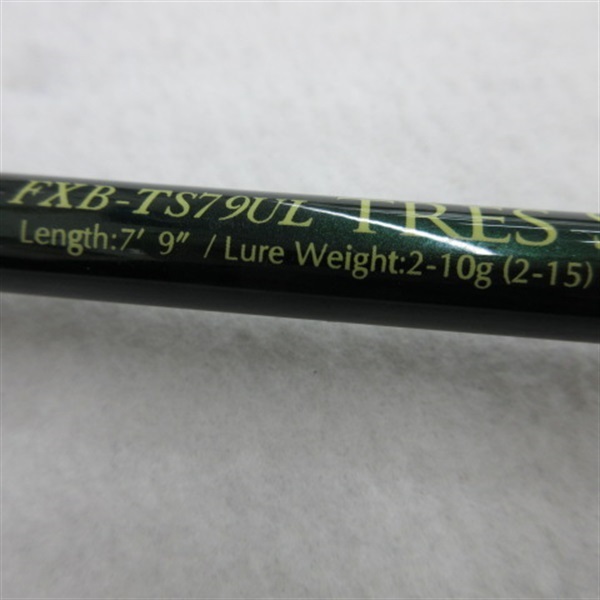 FXB-TS79UL TRES S
Length:7′ 9″ / Lure Weight:2-10g (2-15)